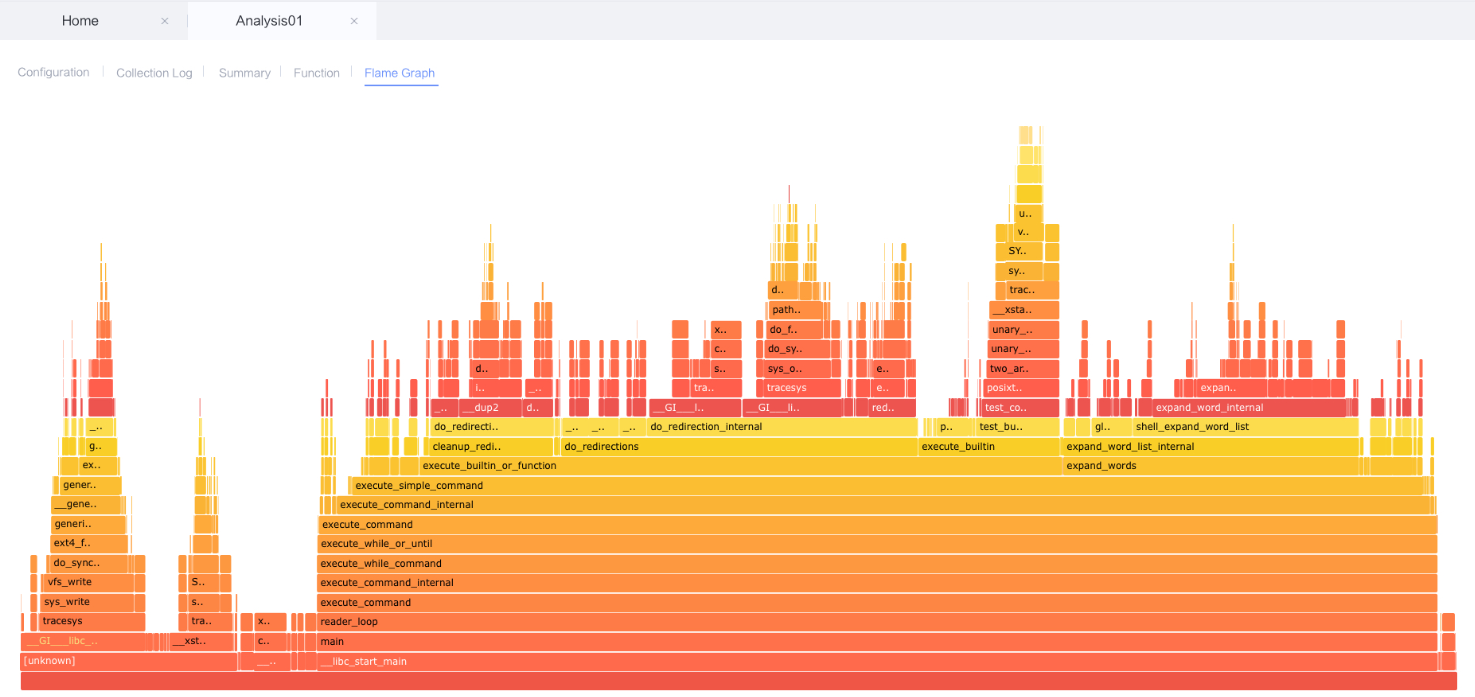 Home × Analysis01 ×
Configuration Collection Log Summary Function Flame Graph
u..
v..
SY..
sy..
d.. trac..
path.. __xsta..
x.. do_f.. unary_..
c.. do_sy.. unary_..
d.. s.. sys_o.. e.. two_ar..
i.. _.. tra.. tracesys e.. posixt.. expan..
_.. __dup2 d.. __GI___l.. __GI___li.. red.. test_co.. expand_word_internal
_.. do_redirecti.. _.. _.. _.. do_redirection_internal p.. test_bu.. gl.. shell_expand_word_list
g.. cleanup_redi.. do_redirections execute_builtin expand_word_list_internal
ex.. execute_builtin_or_function expand_words
gener.. execute_simple_command
__gene.. execute_command_internal
generi.. execute_command
ext4_f.. execute_while_or_until
do_sync.. execute_while_command
vfs_write S.. execute_command_internal
sys_write s.. execute_command
tracesys tra.. x.. reader_loop
__GI___libc_.. __xst.. c.. main
[unknown] __.. __libc_start_main